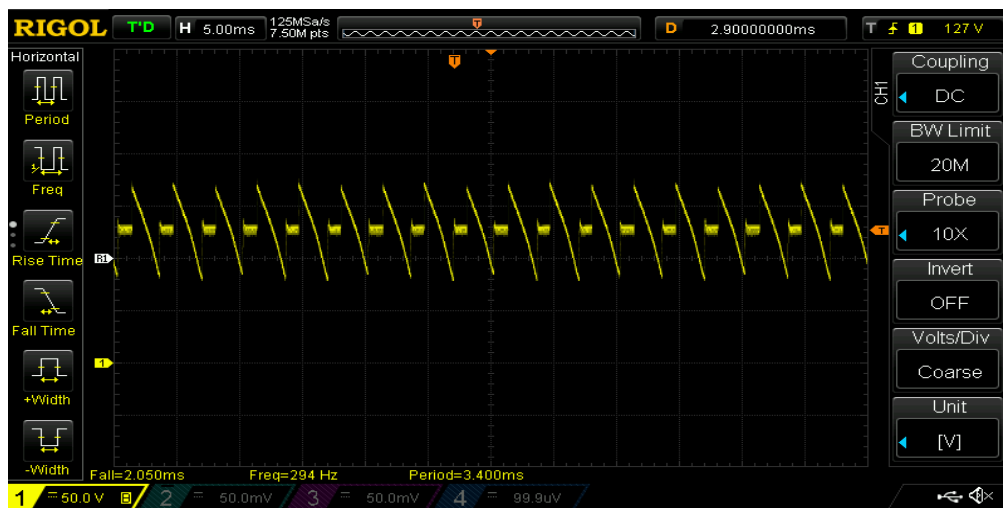 RIGOL T'D H 5.00ms 125MSa/s
7.50M pts D 2.90000000ms T 1 127 V
T
Horizontal
Period
Freq
Rise Time
Fall Time
+Width
-Width
T
R1
T
1
CH1
Coupling
DC
BW Limit
20M
Probe
10X
Invert
OFF
Volts/Div
Coarse
Unit
[V]
Fall=2.050ms Freq=294 Hz Period=3.400ms
1 = 50.0 V B 2 = 50.0mV 3 = 50.0mV 4 = 99.9uV